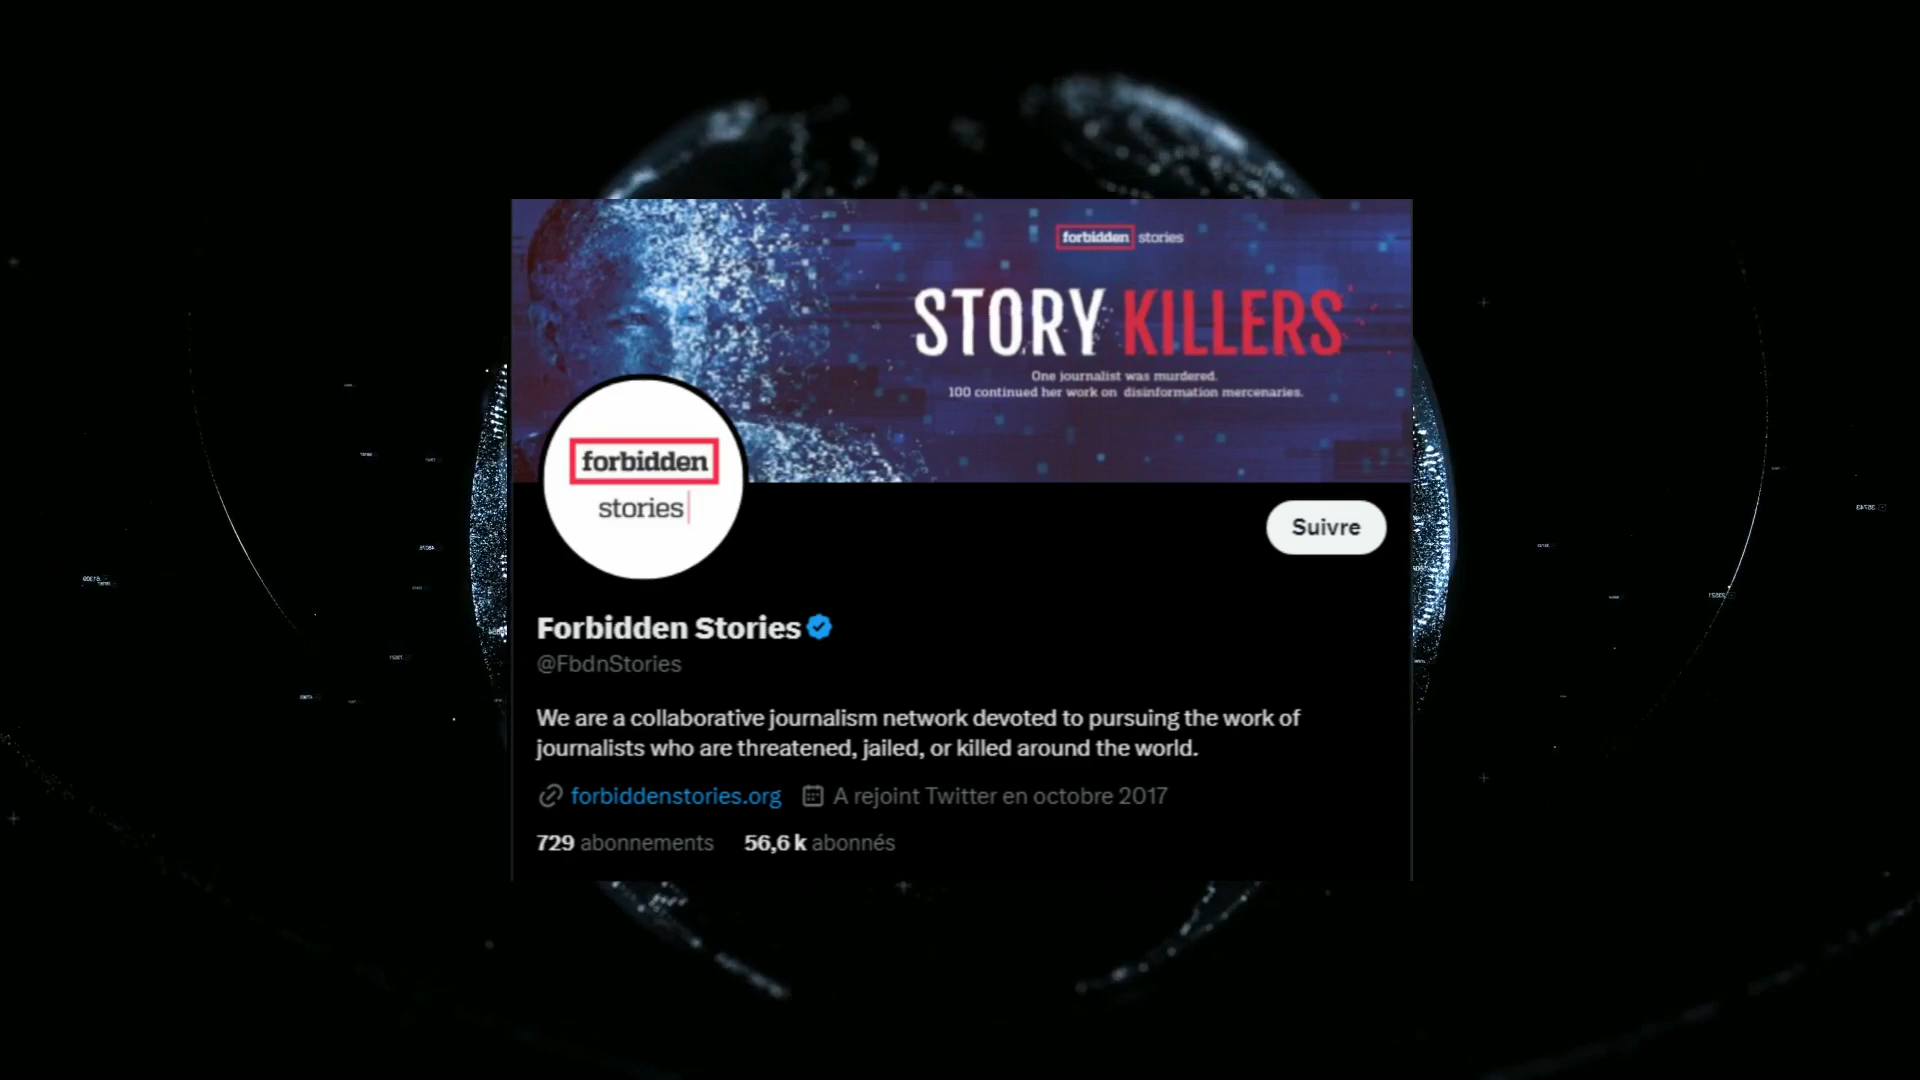 forbidden stories
STORY KILLERS
One journalist was murdered.
100 continued her work on disinformation mercenaries.
forbidden
stories
Suivre
Forbidden Stories
@FbdnStories
We are a collaborative journalism network devoted to pursuing the work of
journalists who are threatened, jailed, or killed around the world.
forbiddenstories.org A rejoint Twitter en octobre 2017
729 abonnements 56,6 k abonnés